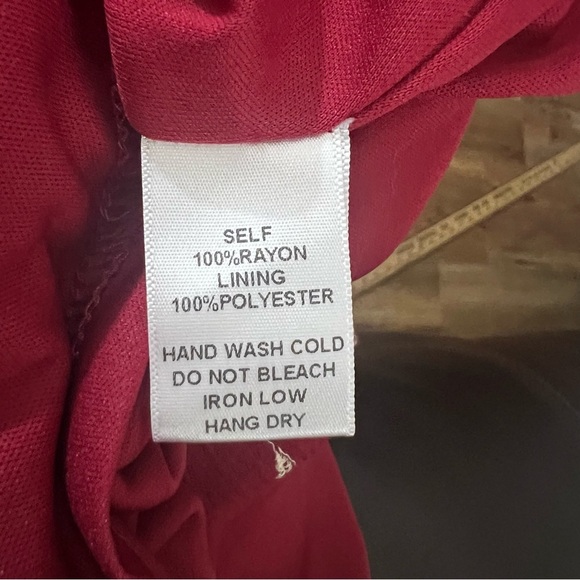 SELF
100%RAYON
LINING
100%POLYESTER
HAND WASH COLD
DO NOT BLEACH
IRON LOW
HANG DRY